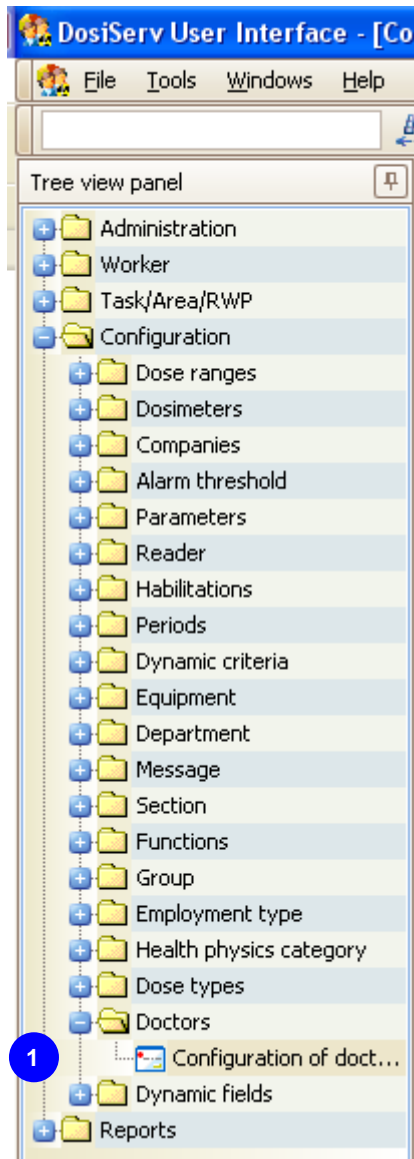 DosiServ User Interface - [Co
File Tools Windows Help
Tree view panel
Administration
Worker
Task/Area/RWP
Configuration
Dose ranges
Dosimeters
Companies
Alarm threshold
Parameters
Reader
Habilitations
Periods
Dynamic criteria
Equipment
Department
Message
Section
Functions
Group
Employment type
Health physics category
Dose types
Doctors
1 Configuration of doct...
Dynamic fields
Reports